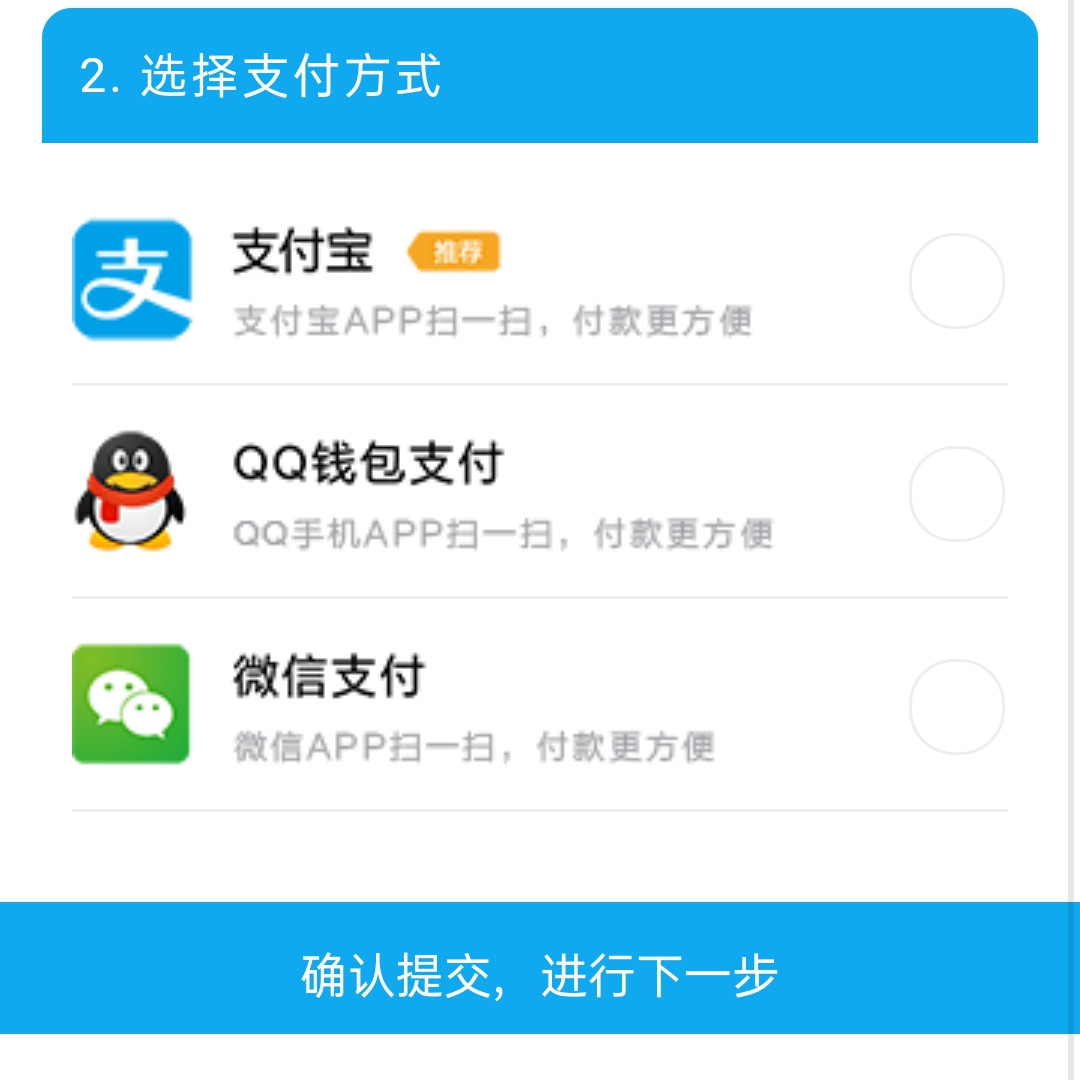 2. 选择支付方式
支
支付宝 推荐
支付宝APP扫一扫，付款更方便
QQ钱包支付
QQ手机APP扫一扫，付款更方便
微信支付
微信APP扫一扫，付款更方便
确认提交，进行下一步